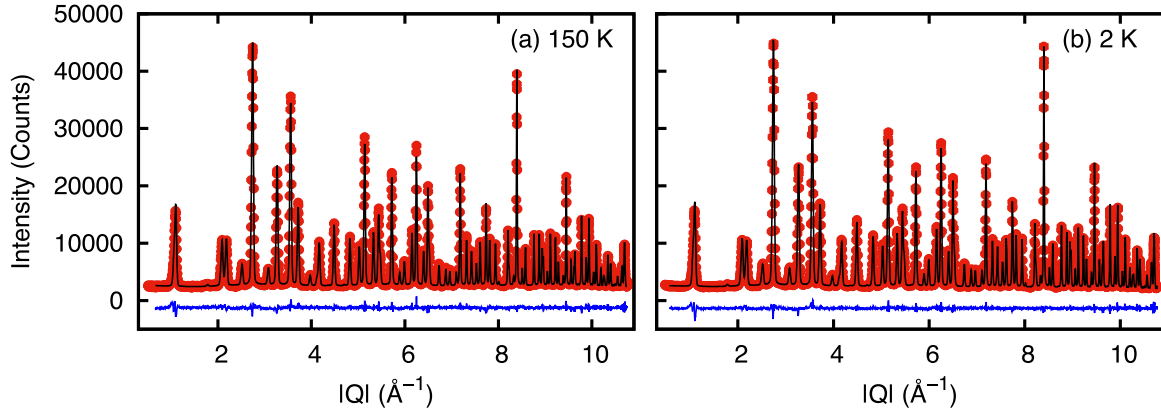 50000
40000
30000
20000
10000
0
Intensity (Counts)
(a) 150 K
(b) 2 K
2 4 6 8 10
2 4 6 8 10
|Q| (Å⁻¹)
|Q| (Å⁻¹)